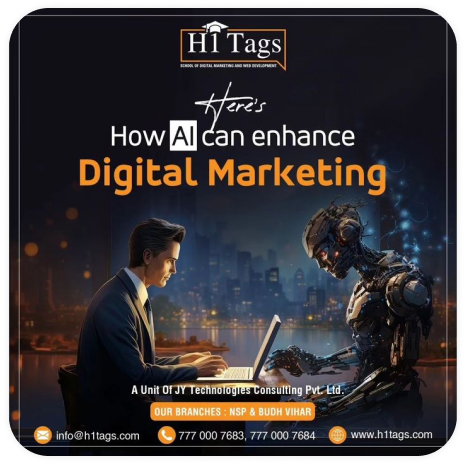 H1 Tags
SCHOOL OF DIGITAL MARKETING AND WEB DEVELOPMENT
Here's
How AI can enhance
Digital Marketing
A Unit Of JY Technologies Consulting Pvt. Ltd.
OUR BRANCHES : NSP & BUDH VIHAR
info@h1tags.com 777 000 7683, 777 000 7684 www.h1tags.com